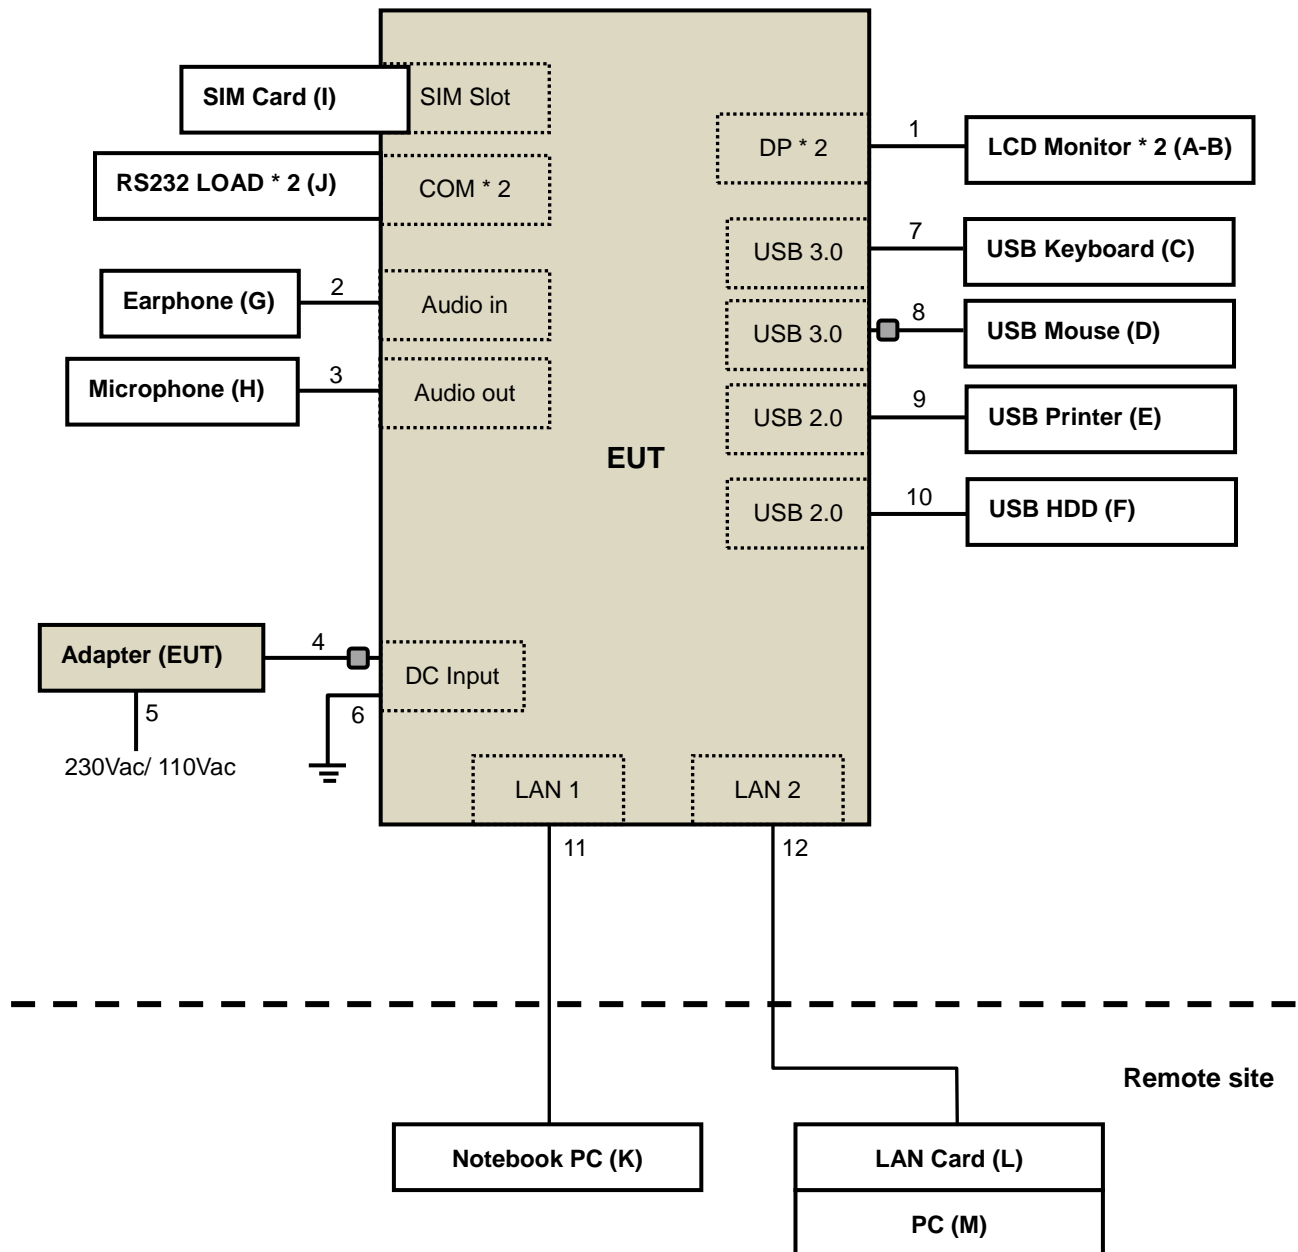 SIM Card (I)
SIM Slot
DP * 2
1
LCD Monitor * 2 (A-B)
RS232 LOAD * 2 (J)
COM * 2
USB 3.0
7
USB Keyboard (C)
Earphone (G)
2
Audio in
USB 3.0
8
USB Mouse (D)
Microphone (H)
3
Audio out
USB 2.0
9
USB Printer (E)
EUT
USB 2.0
10
USB HDD (F)
Adapter (EUT)
4
DC Input
5
6
230Vac/ 110Vac
LAN 1
LAN 2
11
12
Remote site
Notebook PC (K)
LAN Card (L)
PC (M)